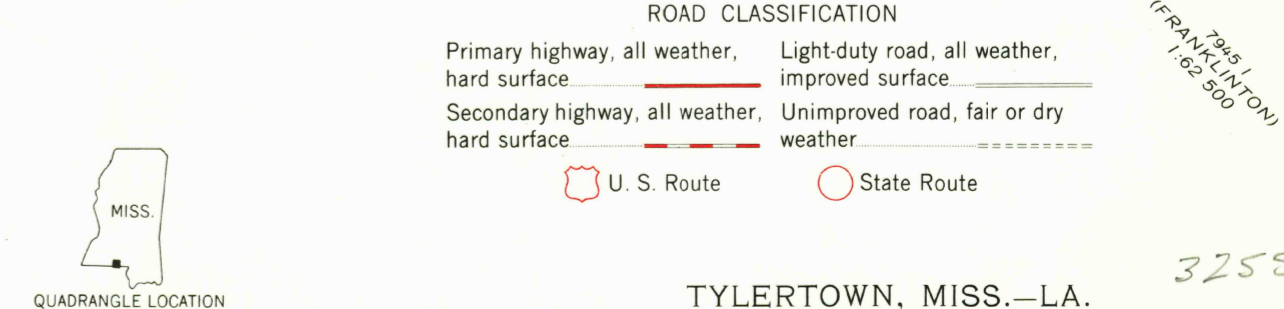 ROAD CLASSIFICATION
Primary highway, all weather,
hard surface
Light-duty road, all weather,
improved surface
Secondary highway, all weather,
hard surface
Unimproved road, fair or dry
weather
U. S. Route
State Route
7945 I
(FRANKLINTON)
1:62 500
MISS.
QUADRANGLE LOCATION
TYLERTOWN, MISS.—LA.
3258